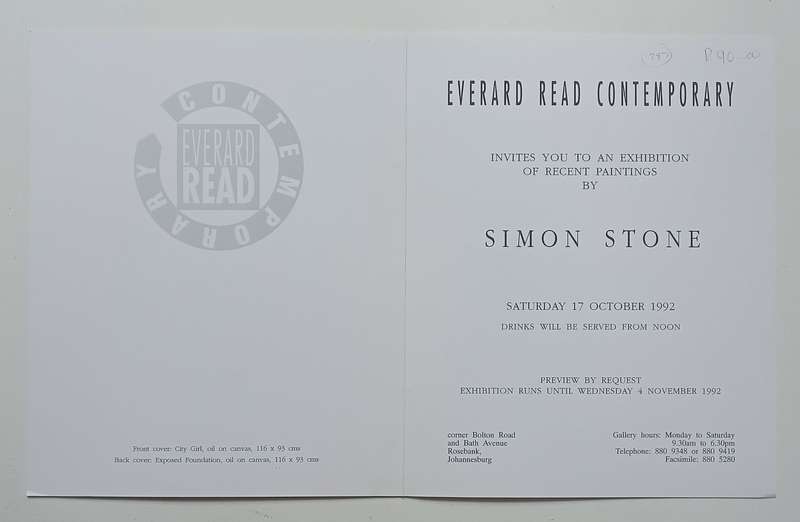 CONTEMPORARY
EVERARD
READ
Front cover: City Girl, oil on canvas, 116 x 93 cms
Back cover: Exposed Foundation, oil on canvas, 116 x 93 cms
EVERARD READ CONTEMPORARY
INVITES YOU TO AN EXHIBITION
OF RECENT PAINTINGS
BY
SIMON STONE
SATURDAY 17 OCTOBER 1992
DRINKS WILL BE SERVED FROM NOON
PREVIEW BY REQUEST
EXHIBITION RUNS UNTIL WEDNESDAY 4 NOVEMBER 1992
corner Bolton Road
and Bath Avenue
Rosebank,
Johannesburg
Gallery hours: Monday to Saturday
9.30am to 6.30pm
Telephone: 880 9348 or 880 9419
Facsimile: 880 5280